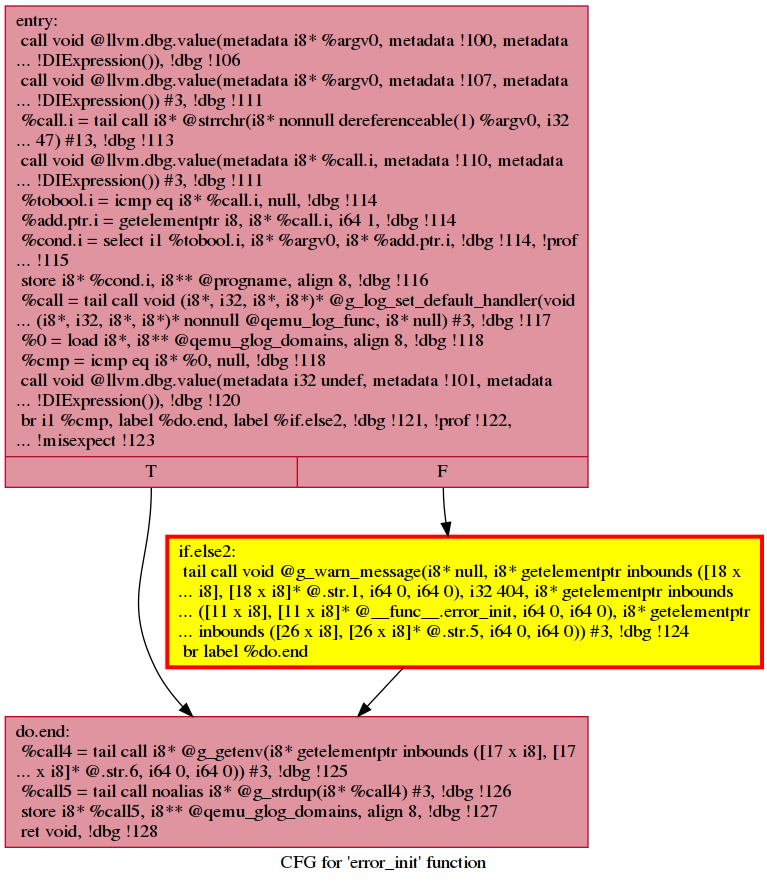 entry:
call void @llvm.dbg.value(metadata i8* %argv0, metadata !100, metadata
... !DIExpression()), !dbg !106
call void @llvm.dbg.value(metadata i8* %argv0, metadata !107, metadata
... !DIExpression()) #3, !dbg !111
%call.i = tail call i8* @strrchr(i8* nonnull dereferenceable(1) %argv0, i32
... 47) #13, !dbg !113
call void @llvm.dbg.value(metadata i8* %call.i, metadata !110, metadata
... !DIExpression()) #3, !dbg !111
%tobool.i = icmp eq i8* %call.i, null, !dbg !114
%add.ptr.i = getelementptr i8, i8* %call.i, i64 1, !dbg !114
%cond.i = select i1 %tobool.i, i8* %argv0, i8* %add.ptr.i, !dbg !114, !prof
... !115
store i8* %cond.i, i8** @progname, align 8, !dbg !116
%call = tail call void (i8*, i32, i8*, i8*)* @g_log_set_default_handler(void
... (i8*, i32, i8*, i8*)* nonnull @qemu_log_func, i8* null) #3, !dbg !117
%0 = load i8*, i8** @qemu_glog_domains, align 8, !dbg !118
%cmp = icmp eq i8* %0, null, !dbg !118
call void @llvm.dbg.value(metadata i32 undef, metadata !101, metadata
... !DIExpression()), !dbg !120
br i1 %cmp, label %do.end, label %if.else2, !dbg !121, !prof !122,
... !misexpect !123
T F
if.else2:
tail call void @g_warn_message(i8* null, i8* getelementptr inbounds ([18 x
... i8], [18 x i8]* @.str.1, i64 0, i64 0), i32 404, i8* getelementptr inbounds
... ([11 x i8], [11 x i8]* @__func__.error_init, i64 0, i64 0), i8* getelementptr
... inbounds ([26 x i8], [26 x i8]* @.str.5, i64 0, i64 0)) #3, !dbg !124
br label %do.end
do.end:
%call4 = tail call i8* @g_getenv(i8* getelementptr inbounds ([17 x i8], [17
... x i8]* @.str.6, i64 0, i64 0)) #3, !dbg !125
%call5 = tail call noalias i8* @g_strdup(i8* %call4) #3, !dbg !126
store i8* %call5, i8** @qemu_glog_domains, align 8, !dbg !127
ret void, !dbg !128
CFG for 'error_init' function